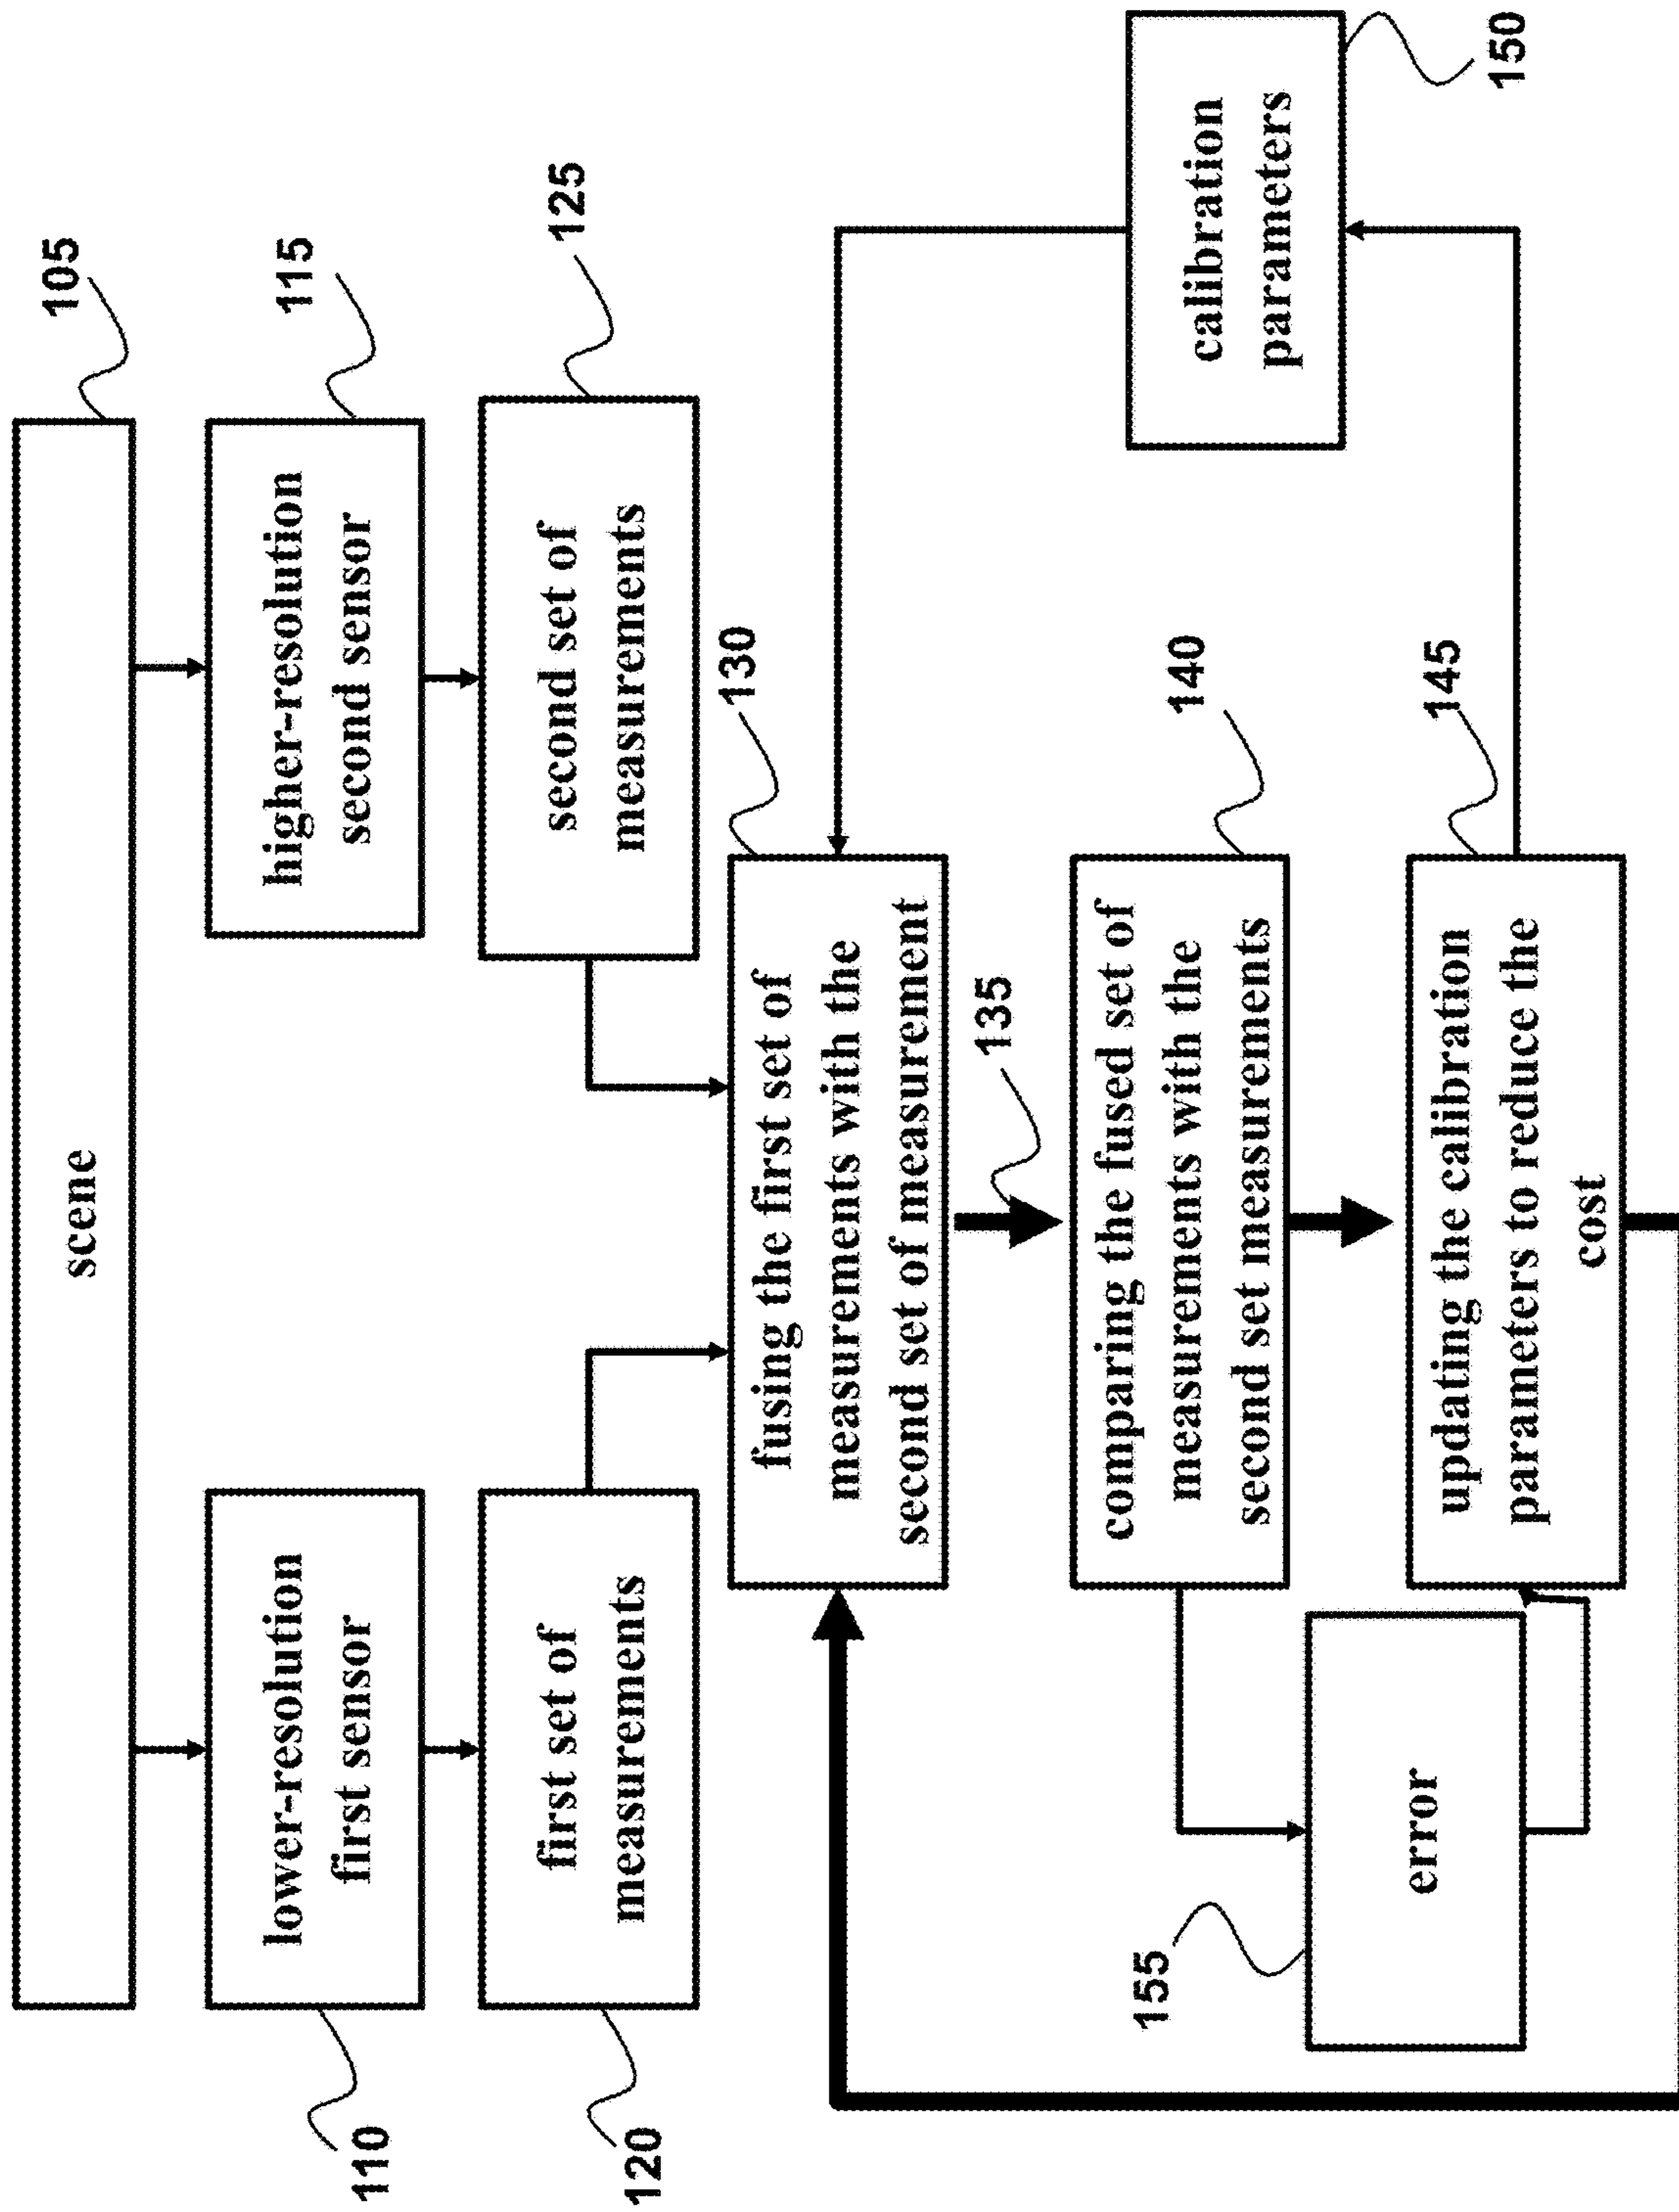 scene
105
lower-resolution
first sensor
110
higher-resolution
second sensor
115
first set of
measurements
120
second set of
measurements
125
fusing the first set of
measurements with the
second set of measurement
130
135
comparing the fused set of
measurements with the
second set measurements
140
calibration
parameters
150
error
155
updating the calibration
parameters to reduce the
cost
145